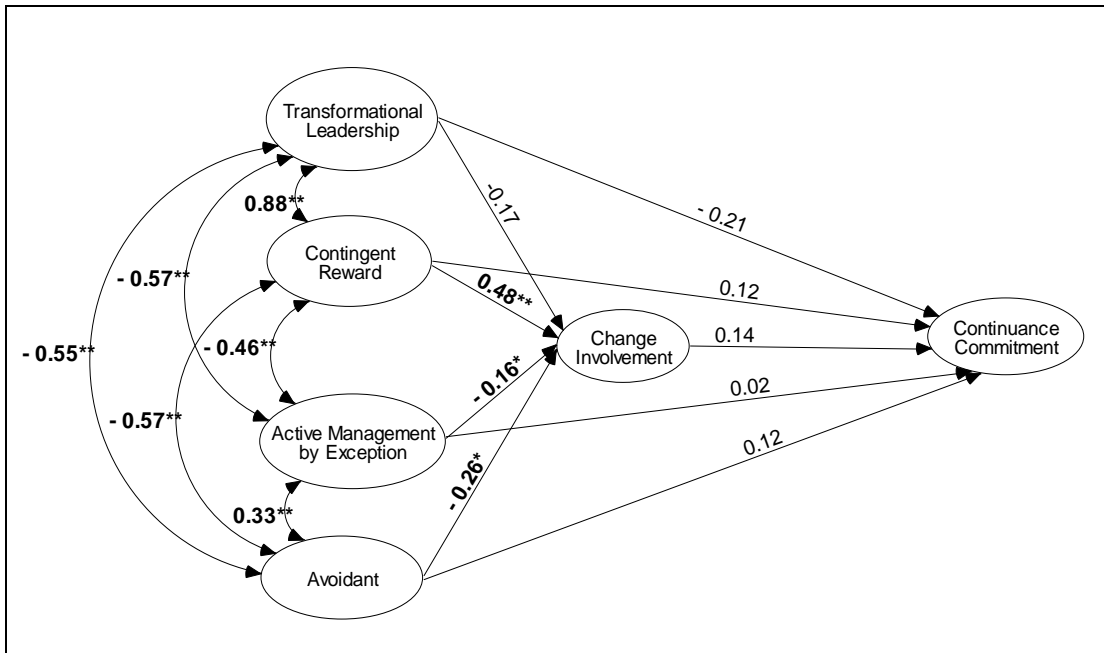 Transformational
Leadership
0.88**
-0.17
- 0.21
Contingent
Reward
- 0.57**
0.48**
0.12
- 0.55**
- 0.46**
Change
Involvement
0.14
Continuance
Commitment
- 0.16*
0.02
- 0.57**
Active Management
by Exception
- 0.26*
0.12
0.33**
Avoidant